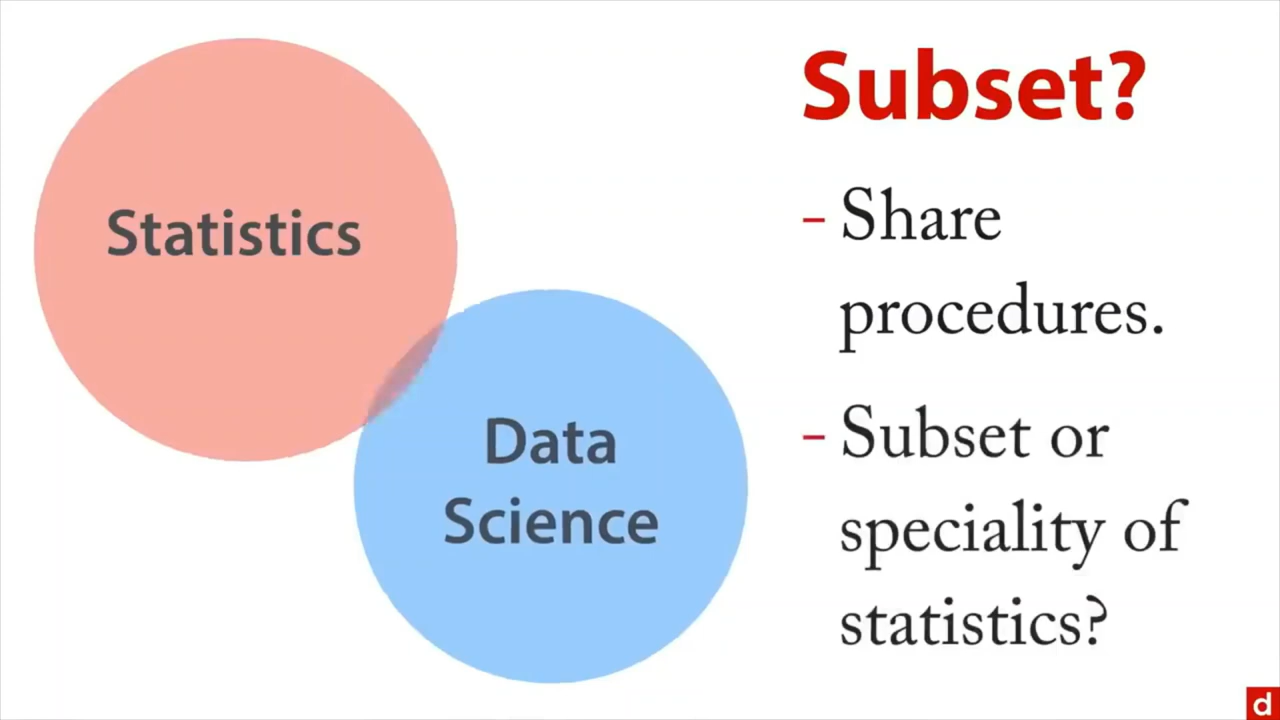 Statistics
Data
Science
Subset?
- Share
procedures.
- Subset or
speciality of
statistics?
d